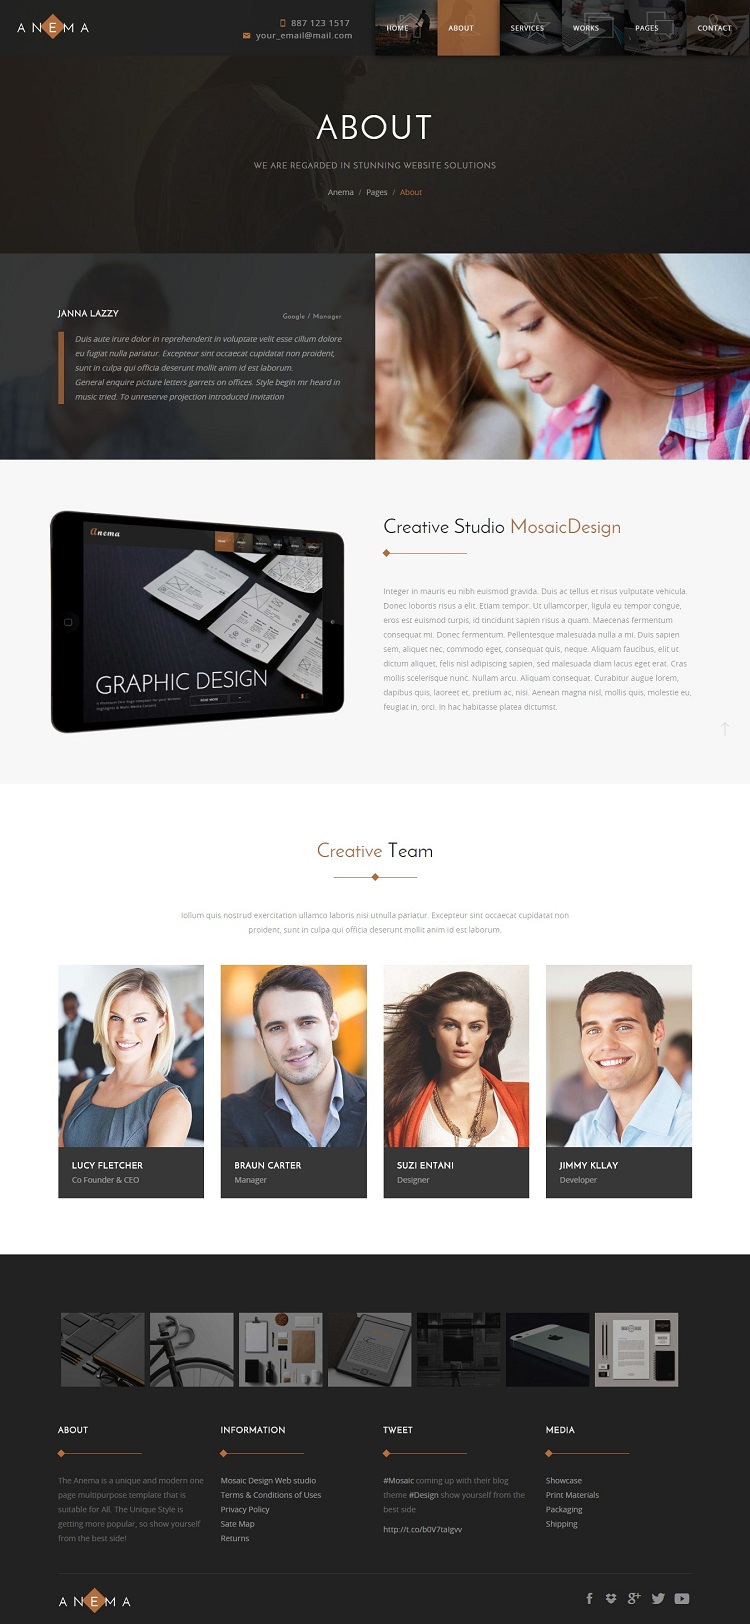 ANEMA
887 123 1517
your_email@mail.com
HOME ABOUT SERVICES WORKS PAGES CONTACT
ABOUT
WE ARE REGARDED IN STUNNING WEBSITE SOLUTIONS
Anema / Pages / About
JANNA LAZZY
Google / Manager
Duis aute irure dolor in reprehenderit in voluptate velit esse cillum dolore
eu fugiat nulla pariatur. Excepteur sint occaecat cupidatat non proident,
sunt in culpa qui officia deserunt mollit anim id est laborum.
General enquire picture letters garrets on offices. Style begin mr heard in
music tried. To unreserve projection introduced invitation
anema
GRAPHIC DESIGN
Creative Studio MosaicDesign
Integer in mauris eu nibh euismod gravida. Duis ac tellus et risus vulputate vehicula.
Donec lobortis risus a elit. Etiam tempor. Ut ullamcorper, ligula eu tempor congue,
eros est euismod turpis, id tincidunt sapien risus a quam. Maecenas fermentum
consequat mi. Donec fermentum. Pellentesque malesuada nulla a mi. Duis sapien
sem, aliquet nec, commodo eget, consequat quis, neque. Aliquam faucibus, elit ut
dictum aliquet, felis nisl adipiscing sapien, sed malesuada diam lacus eget erat. Cras
mollis scelerisque nunc. Nullam arcu. Aliquam consequat. Curabitur augue lorem,
dapibus quis, laoreet et, pretium ac, nisi. Aenean magna nisl, mollis quis, molestie eu,
feugiat in, orci. In hac habitasse platea dictumst.
Creative Team
Iollum quis nostrud exercitation ullamco laboris nisi utnulla pariatur. Excepteur sint occaecat cupidatat non
proident, sunt in culpa qui officia deserunt mollit anim id est laborum.
LUCY FLETCHER
Co Founder & CEO
BRAUN CARTER
Manager
SUZI ENTANI
Designer
JIMMY KLLAY
Developer
ABOUT
The Anema is a unique and modern one
page multipurpose template that is
suitable for All. The Unique Style is
getting more popular, so show yourself
from the best side!
INFORMATION
Mosaic Design Web studio
Terms & Conditions of Uses
Privacy Policy
Sate Map
Returns
TWEET
#Mosaic coming up with their blog
theme #Design show yourself from the
best side
http://t.co/b0V7taIgvv
MEDIA
Showcase
Print Materials
Packaging
Shipping
ANEMA